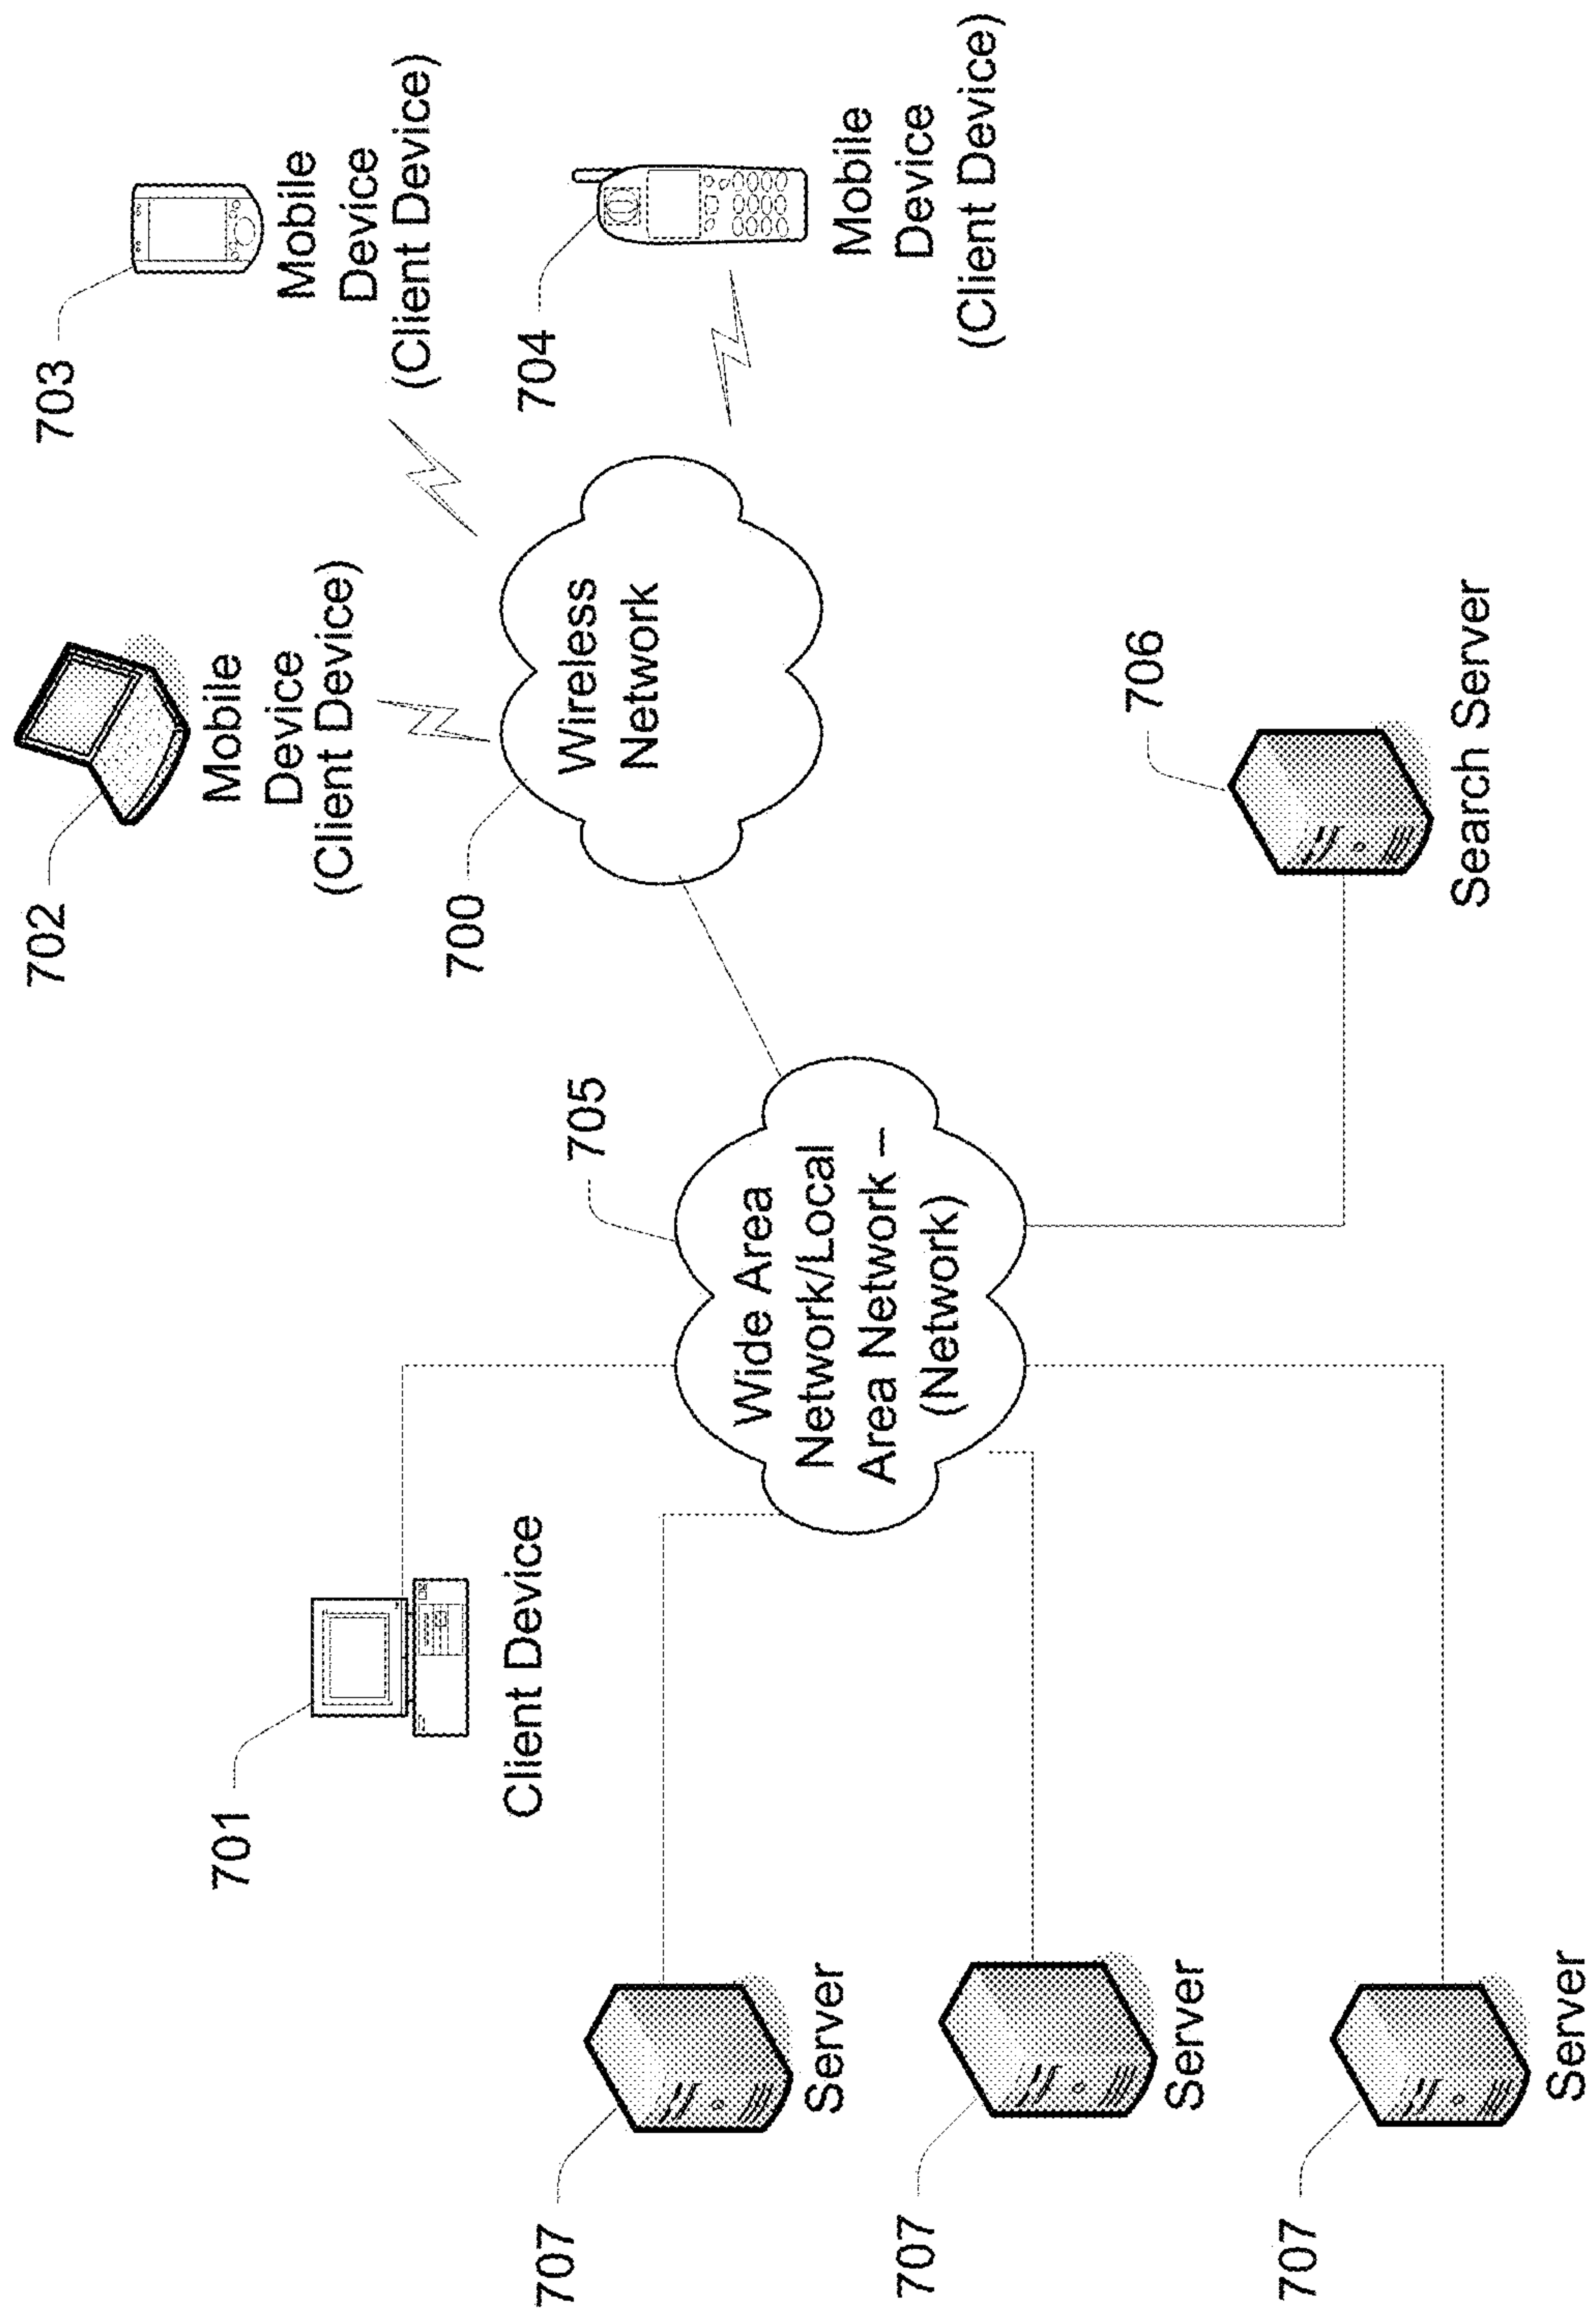 702
Mobile
Device
(Client Device)
703
Mobile
Device
(Client Device)
701
Client Device
700
Wireless
Network
704
Mobile
Device
(Client Device)
705
Wide Area
Network/Local
Area Network –
(Network)
707
Server
707
Server
706
Search Server
707
Server